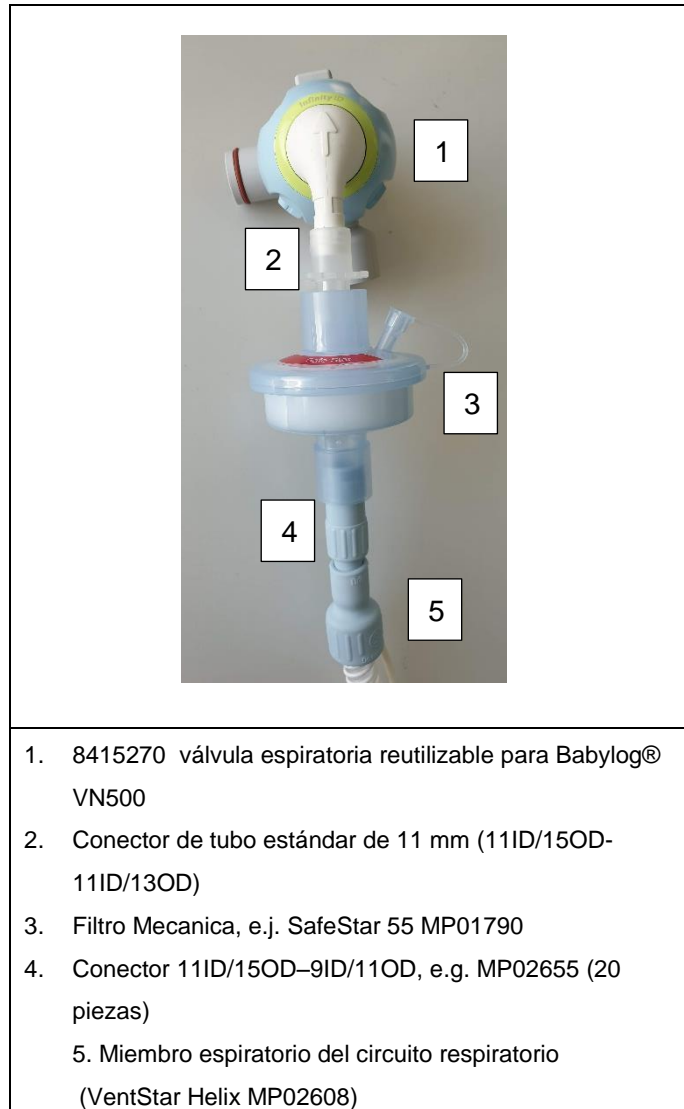 Infinity ID
1
2
3
4
5
1. 8415270 válvula espiratoria reutilizable para Babylog®
VN500
2. Conector de tubo estándar de 11 mm (11ID/15OD-
11ID/13OD)
3. Filtro Mecanica, e.j. SafeStar 55 MP01790
4. Conector 11ID/15OD–9ID/11OD, e.g. MP02655 (20
piezas)
5. Miembro espiratorio del circuito respiratorio
(VentStar Helix MP02608)